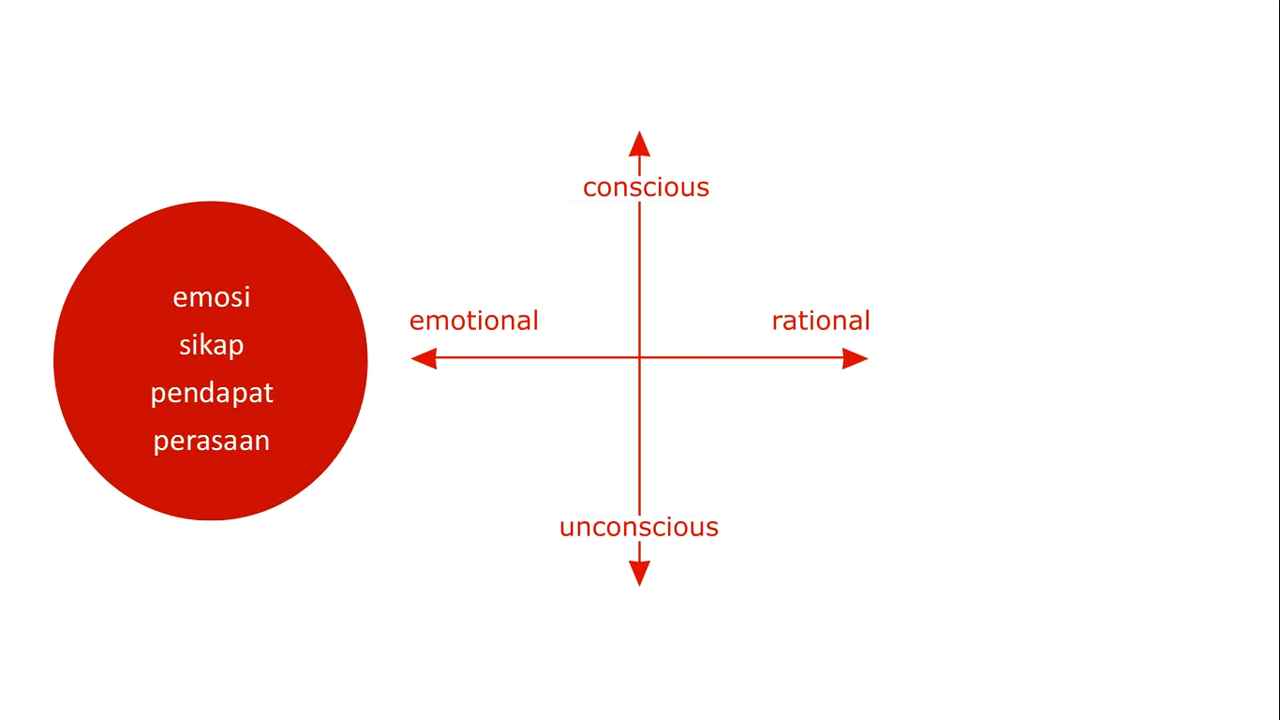 emosi
sikap
pendapat
perasaan
conscious
emotional
rational
unconscious